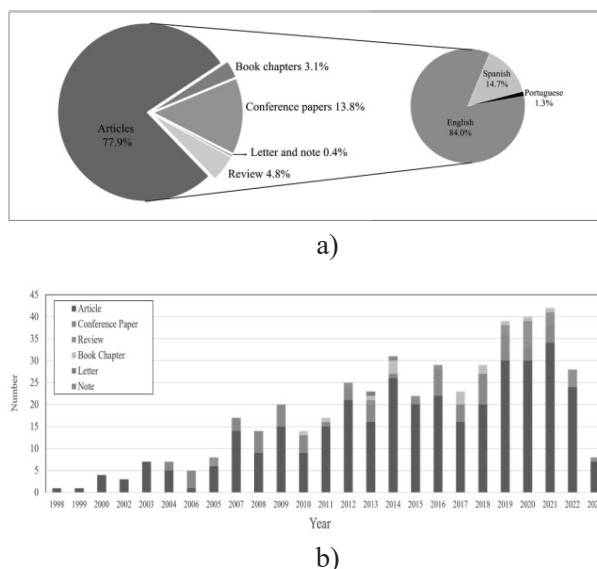 Book chapters 3.1%
Conference papers 13.8%
Articles
77.9%
Letter and note 0.4%
Review 4.8%
Spanish
14.7%
Portuguese
1.3%
English
84.0%
a)
45
40
35
30
25
20
15
10
5
0
Number
Article
Conference Paper
Review
Book Chapter
Letter
Note
1998 1999 2000 2002 2003 2004 2006 2005 2007 2008 2009 2010 2011 2012 2013 2014 2015 2016 2017 2018 2019 2020 2021 2022
Year
b)